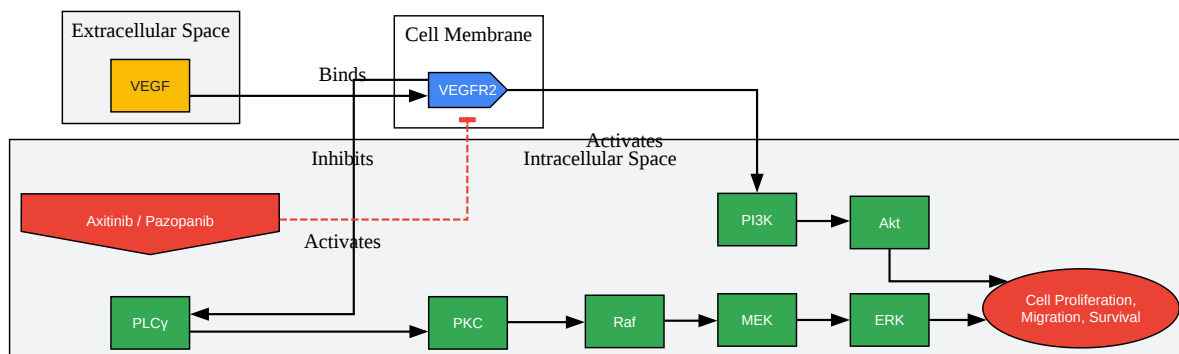 Extracellular Space
Cell Membrane
VEGF
Binds
VEGFR2
Activates
Inhibits
Intracellular Space
Axitinib / Pazopanib
PI3K
Akt
Activates
Cell Proliferation,
Migration, Survival
PLCγ
PKC
Raf
MEK
ERK